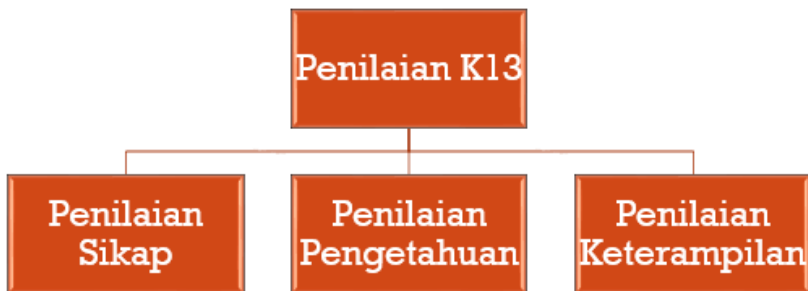 Penilaian K13
Penilaian
Sikap
Penilaian
Pengetahuan
Penilaian
Keterampilan